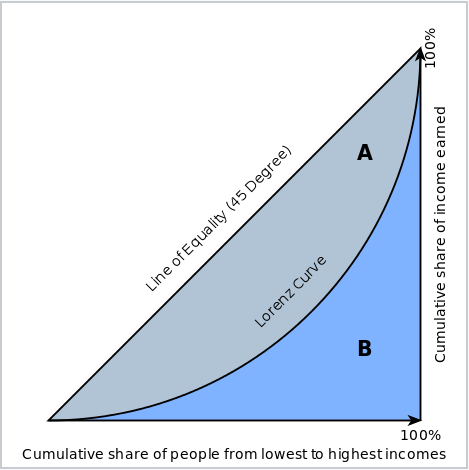 100%
A
Line of Equality (45 Degree)
Cumulative share of income earned
Lorenz Curve
B
100%
Cumulative share of people from lowest to highest incomes